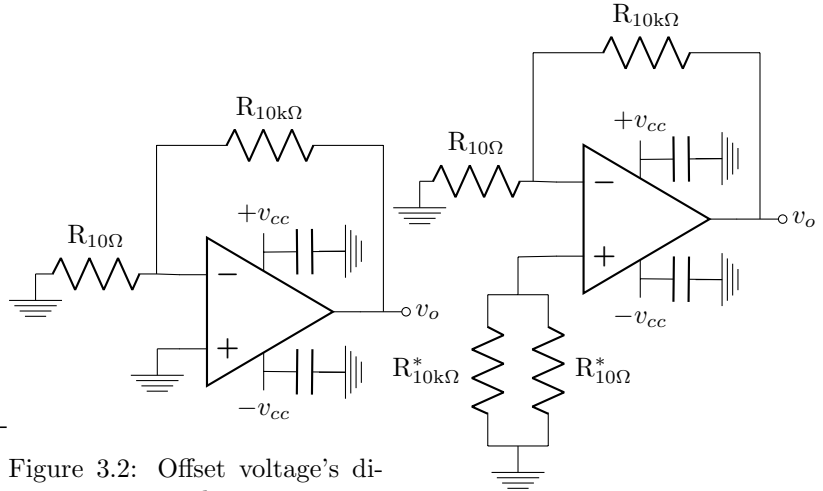 R10kΩ
R10Ω
+vcc
−
+
vo
−vcc
R10kΩ
R10Ω
+vcc
−
+
vo
−vcc
R*10kΩ
R*10Ω
Figure 3.2: Offset voltage's di-